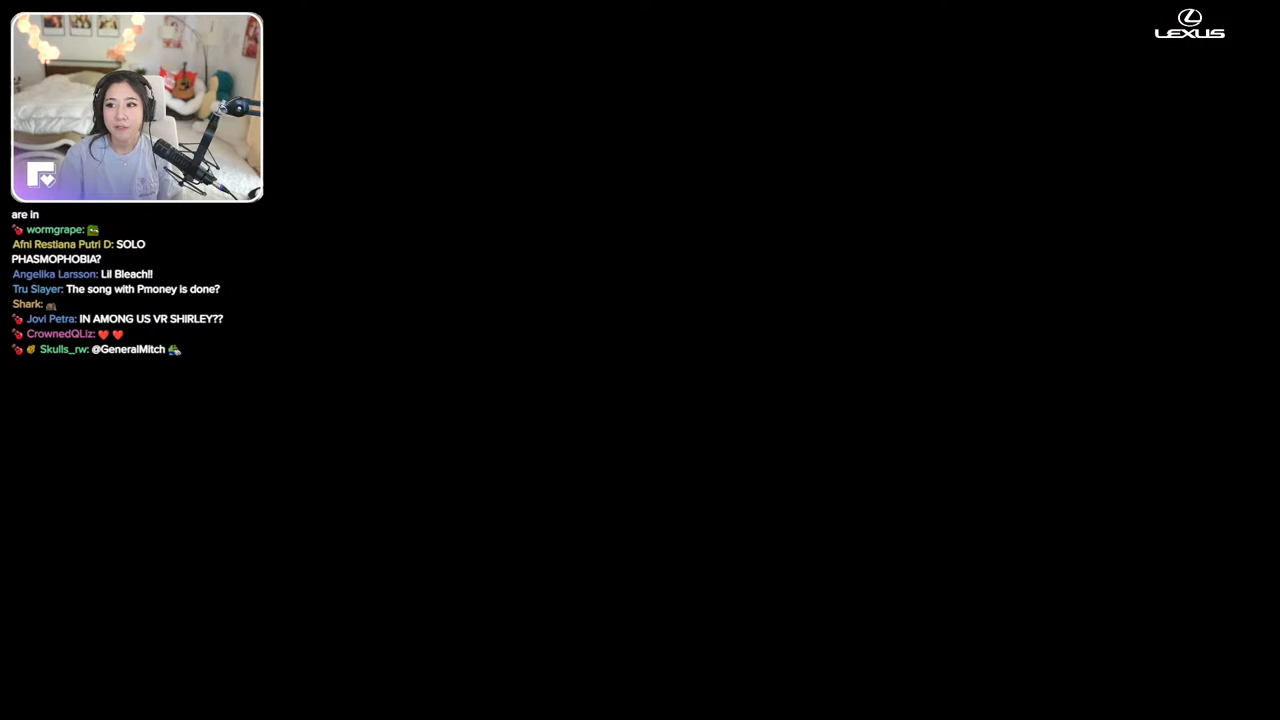 LEXUS
are in
wormgrape:
Afni Restiana Putri D: SOLO
PHASMOPHOBIA?
Angelika Larsson: Lil Bleach!!
Tru Slayer: The song with Pmoney is done?
Shark:
Jovi Petra: IN AMONG US VR SHIRLEY??
CrownedQLiz:
Skulls_rw: @GeneralMitch